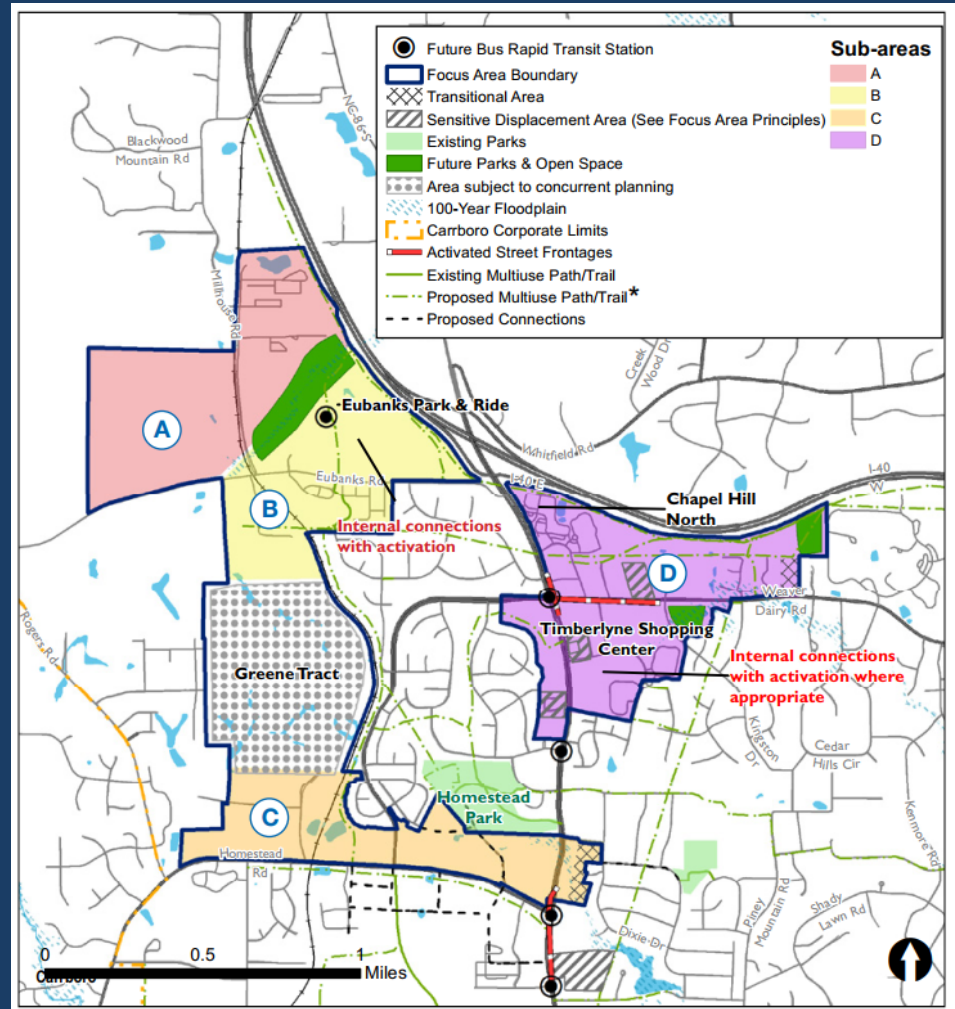 Future Bus Rapid Transit Station
Focus Area Boundary
Transitional Area
Sensitive Displacement Area (See Focus Area Principles)
Existing Parks
Future Parks & Open Space
Area subject to concurrent planning
100-Year Floodplain
Carrboro Corporate Limits
Activated Street Frontages
Existing Multiuse Path/Trail
Proposed Multiuse Path/Trail*
Proposed Connections
Sub-areas
A
B
C
D
NC-86-S
Blackwood
Mountain Rd
Millhouse Rd
Creek
Wood Dr
A
Eubanks Park & Ride
Whitfield Rd
Eubanks Rd
I-40 E
I-40
W
Chapel Hill
North
B
Internal connections
with activation
D
Weaver
Dairy Rd
Rogers Rd
Timberlyne Shopping
Center
Greene Tract
Internal connections
with activation where
appropriate
Kingston
Dr
Cedar
Hills Cir
Homestead
Park
C
Kenmore Rd
Homestead
Rd
Piney
Mountain Rd
Shady
Lawn Rd
Dixie Dr
0 0.5 1
Miles
Carrboro